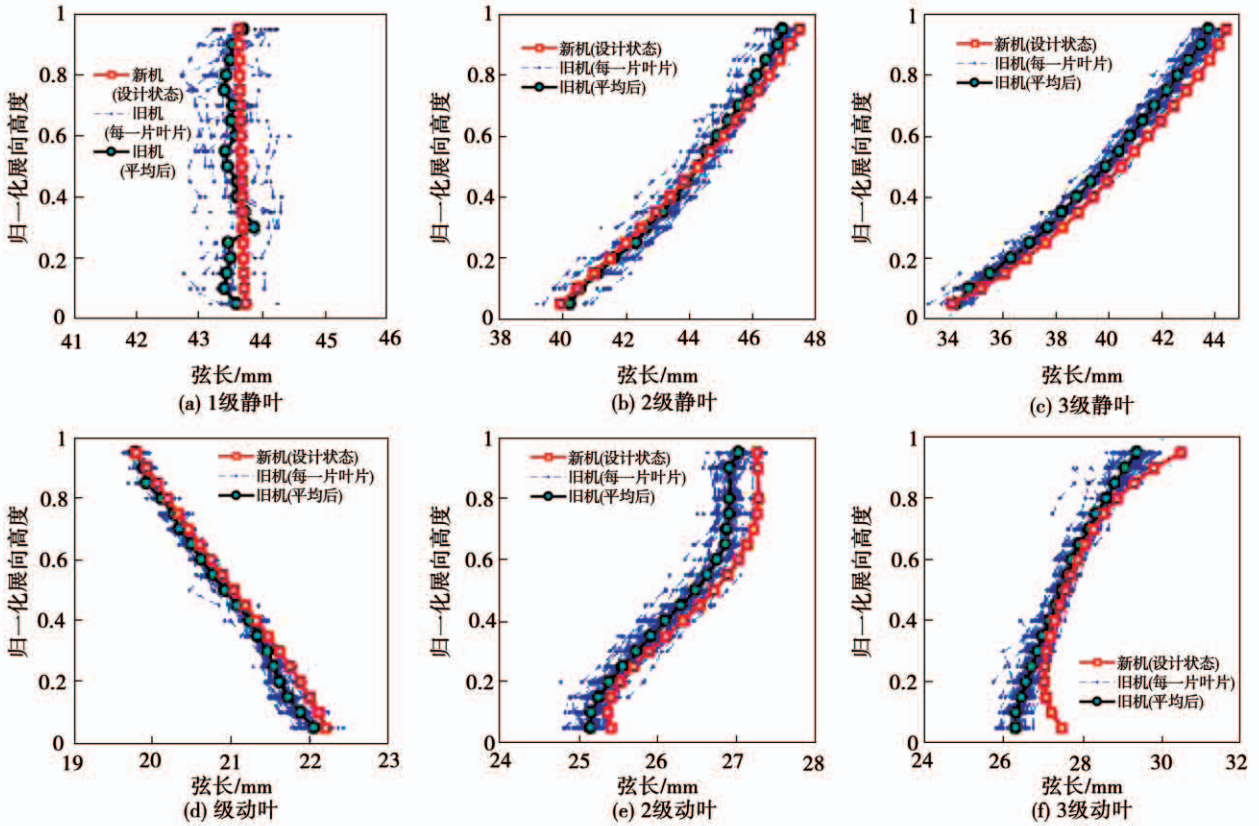 1
0.8
0.6
0.4
0.2
0
归一化展向高度
新机
(设计状态)
旧机
(每一片叶片)
旧机
(平均后)
41 42 43 44 45 46
弦长/mm
(a) 1级静叶
1
0.8
0.6
0.4
0.2
0
归一化展向高度
新机(设计状态)
旧机(每一片叶片)
旧机(平均后)
38 40 42 44 46 48
弦长/mm
(b) 2级静叶
1
0.8
0.6
0.4
0.2
0
归一化展向高度
新机(设计状态)
旧机(每一片叶片)
旧机(平均后)
34 36 38 40 42 44
弦长/mm
(c) 3级静叶
1
0.8
0.6
0.4
0.2
0
归一化展向高度
新机(设计状态)
旧机(每一片叶片)
旧机(平均后)
19 20 21 22 23
弦长/mm
(d) 级动叶
1
0.8
0.6
0.4
0.2
0
归一化展向高度
新机(设计状态)
旧机(每一片叶片)
旧机(平均后)
24 25 26 27 28
弦长/mm
(e) 2级动叶
1
0.8
0.6
0.4
0.2
0
归一化展向高度
新机(设计状态)
旧机(每一片叶片)
旧机(平均后)
24 26 28 30 32
弦长/mm
(f) 3级动叶